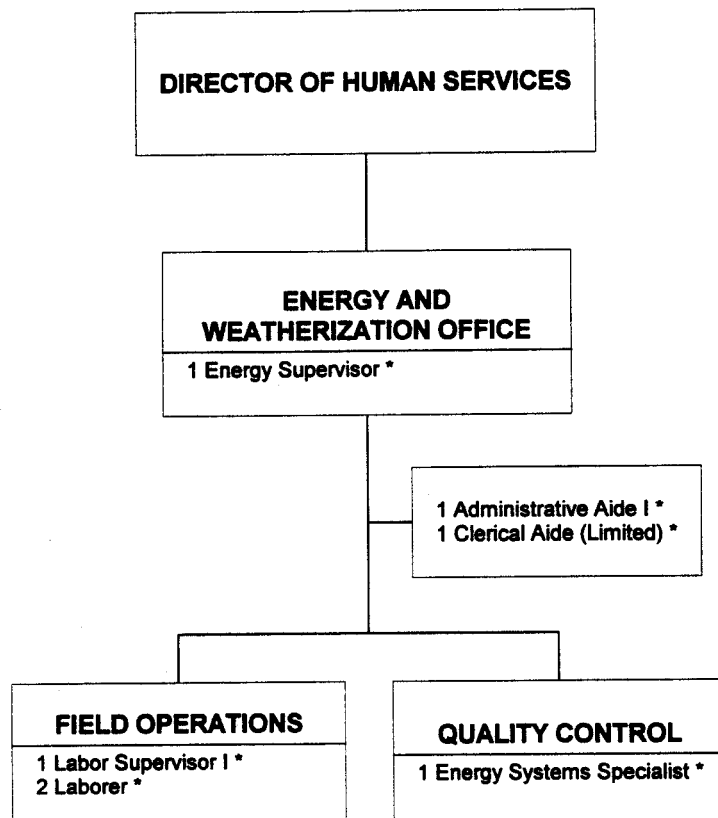 DIRECTOR OF HUMAN SERVICES
ENERGY AND
WEATHERIZATION OFFICE
1 Energy Supervisor *
1 Administrative Aide I *
1 Clerical Aide (Limited) *
FIELD OPERATIONS
1 Labor Supervisor I *
2 Laborer *
QUALITY CONTROL
1 Energy Systems Specialist *